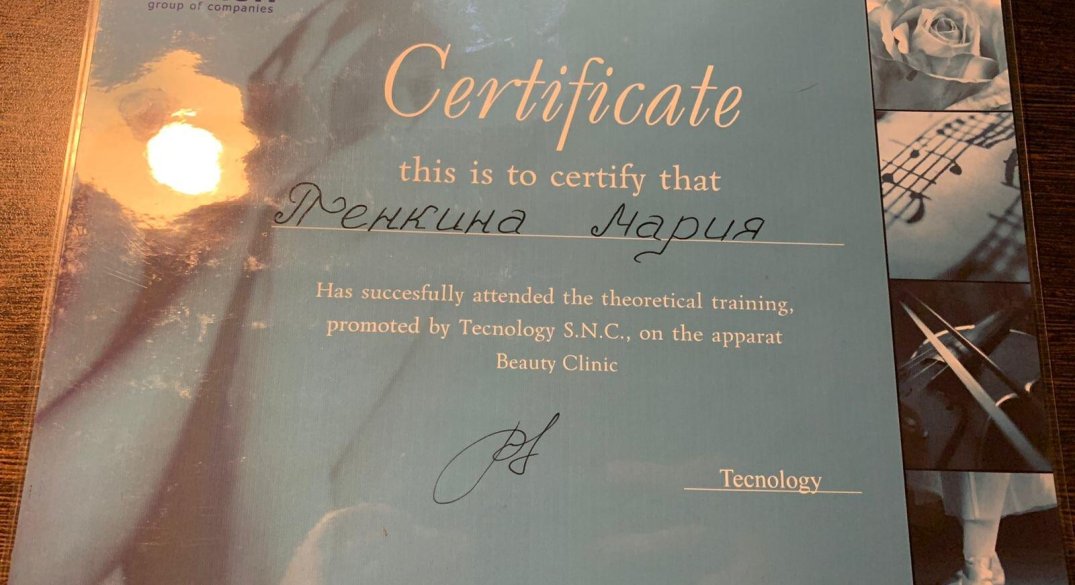 group of companies
Certificate
this is to certify that
Пенкина Мария
Has succesfully attended the theoretical training,
promoted by Tecnology S.N.C., on the apparat
Beauty Clinic
Tecnology